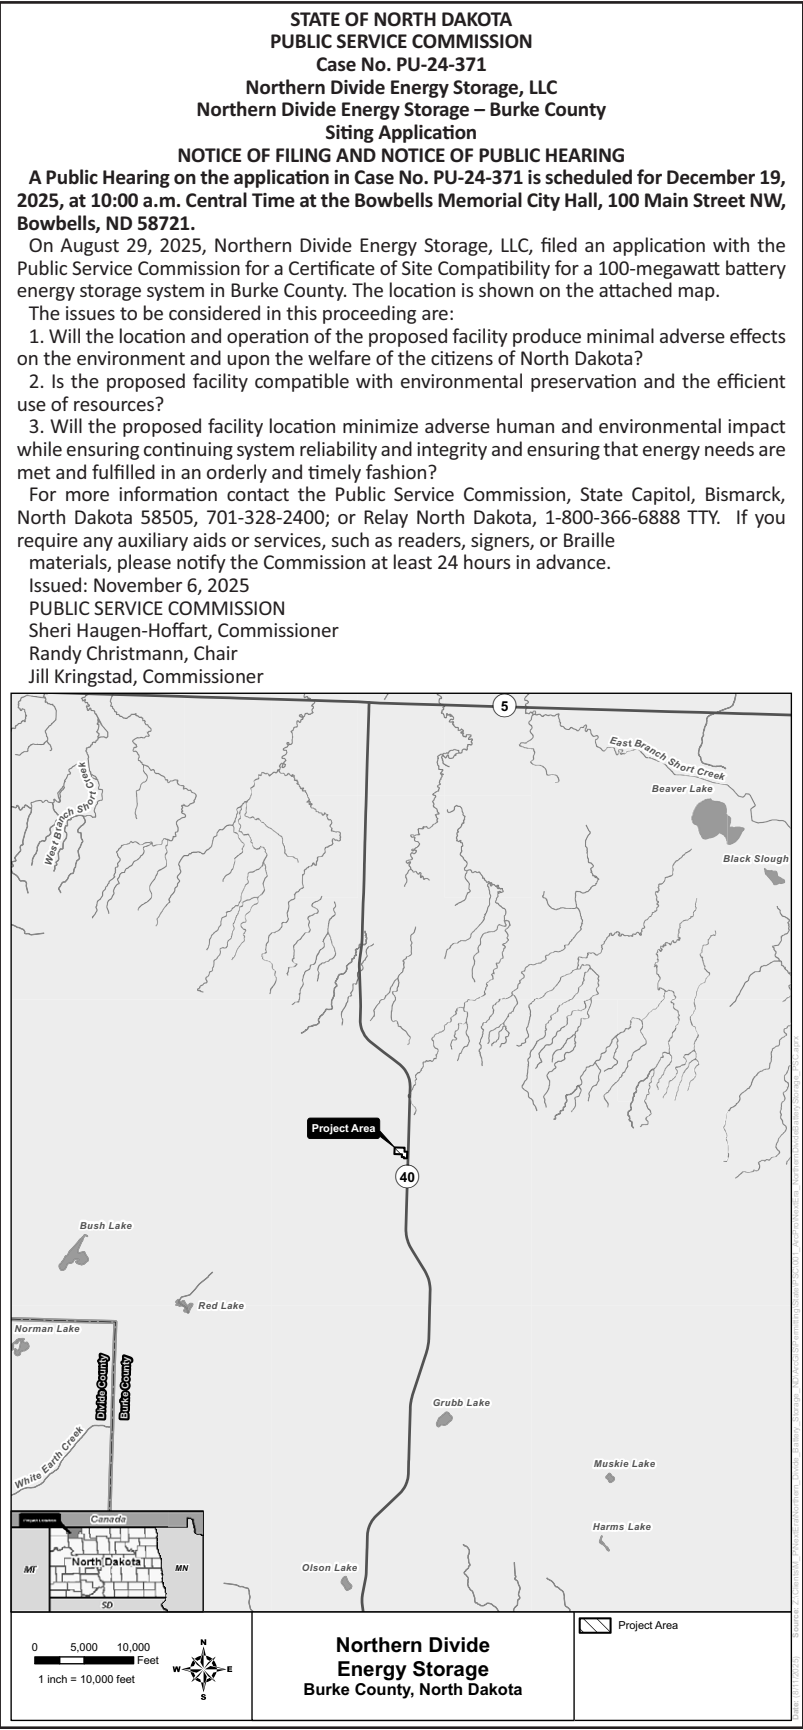 STATE OF NORTH DAKOTA
PUBLIC SERVICE COMMISSION
Case No. PU-24-371
Northern Divide Energy Storage, LLC
Northern Divide Energy Storage – Burke County
Siting Application
NOTICE OF FILING AND NOTICE OF PUBLIC HEARING
A Public Hearing on the application in Case No. PU-24-371 is scheduled for December 19,
2025, at 10:00 a.m. Central Time at the Bowbells Memorial City Hall, 100 Main Street NW,
Bowbells, ND 58721.
On August 29, 2025, Northern Divide Energy Storage, LLC, filed an application with the
Public Service Commission for a Certificate of Site Compatibility for a 100-megawatt battery
energy storage system in Burke County. The location is shown on the attached map.
The issues to be considered in this proceeding are:
1. Will the location and operation of the proposed facility produce minimal adverse effects
on the environment and upon the welfare of the citizens of North Dakota?
2. Is the proposed facility compatible with environmental preservation and the efficient
use of resources?
3. Will the proposed facility location minimize adverse human and environmental impact
while ensuring continuing system reliability and integrity and ensuring that energy needs are
met and fulfilled in an orderly and timely fashion?
For more information contact the Public Service Commission, State Capitol, Bismarck,
North Dakota 58505, 701-328-2400; or Relay North Dakota, 1-800-366-6888 TTY. If you
require any auxiliary aids or services, such as readers, signers, or Braille
materials, please notify the Commission at least 24 hours in advance.
Issued: November 6, 2025
PUBLIC SERVICE COMMISSION
Sheri Haugen-Hoffart, Commissioner
Randy Christmann, Chair
Jill Kringstad, Commissioner
5
East Branch Short Creek
West Branch Short Creek
Beaver Lake
Black Slough
Project Area
40
Bush Lake
Red Lake
Norman Lake
Divide County
Burke County
Grubb Lake
White Earth Creek
Muskie Lake
Harms Lake
Olson Lake
Canada
North Dakota
MT
MN
SD
0 5,000 10,000
Feet
1 inch = 10,000 feet
N
W E
S
Northern Divide
Energy Storage
Burke County, North Dakota
Project Area